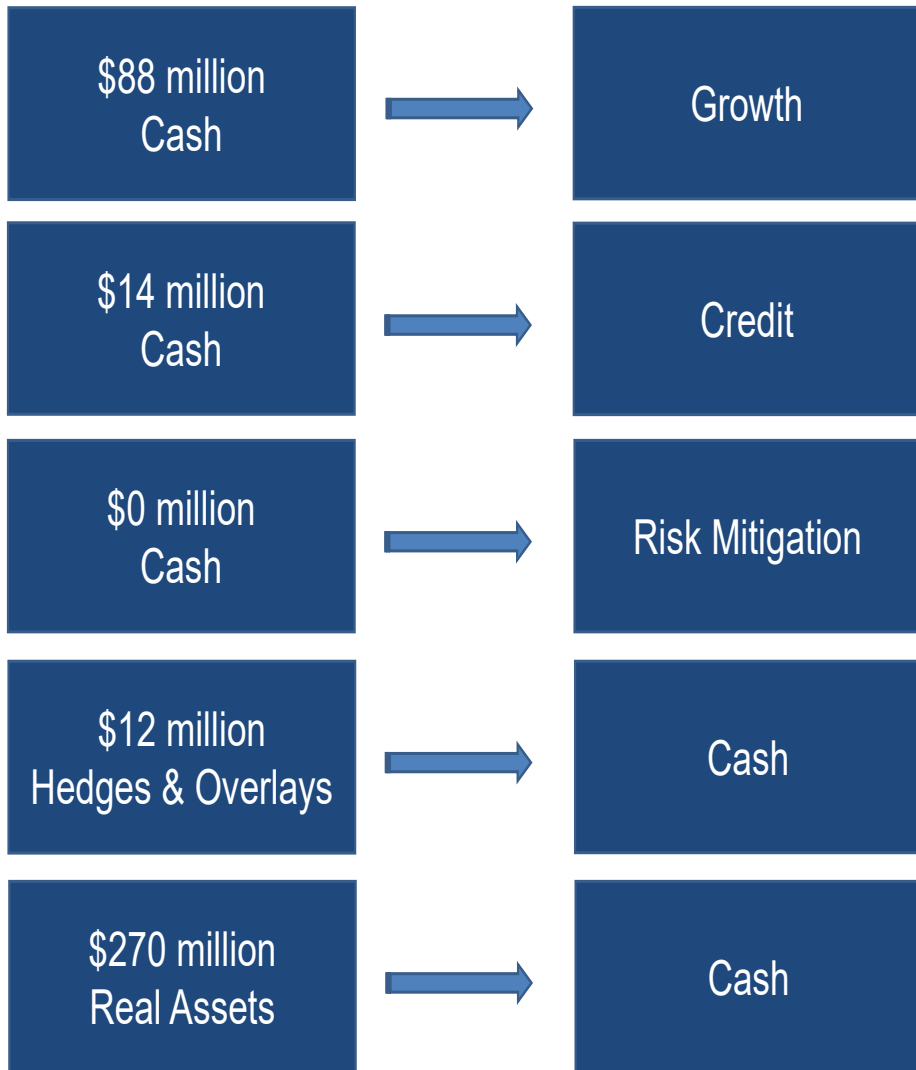 $88 million
Cash
Growth
$14 million
Cash
Credit
$0 million
Cash
Risk Mitigation
$12 million
Hedges & Overlays
Cash
$270 million
Real Assets
Cash